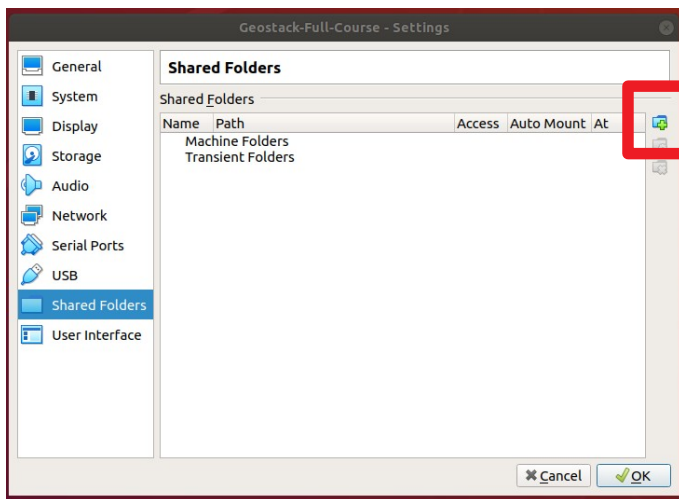 Geostack-Full-Course - Settings
General
System
Display
Storage
Audio
Network
Serial Ports
USB
Shared Folders
User Interface
Shared Folders
Shared Folders
Name Path Access Auto Mount At
Machine Folders
Transient Folders
Cancel OK